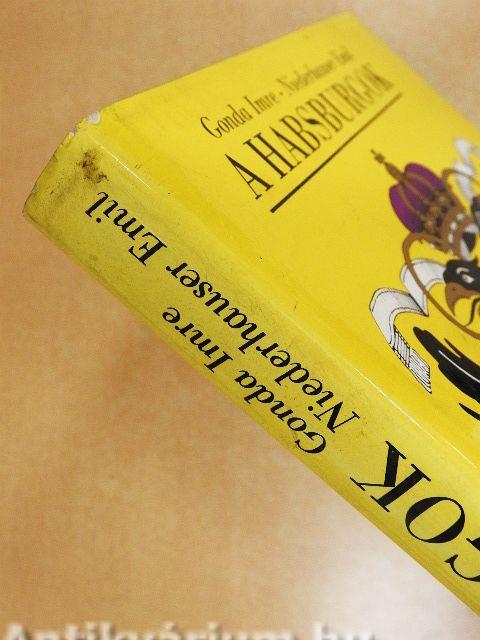 Gonda Imre - Niederhauser Emil
A HABSBURGOK
Gonda Imre
Niederhauser Emil
GOK
Antikvárium.hu